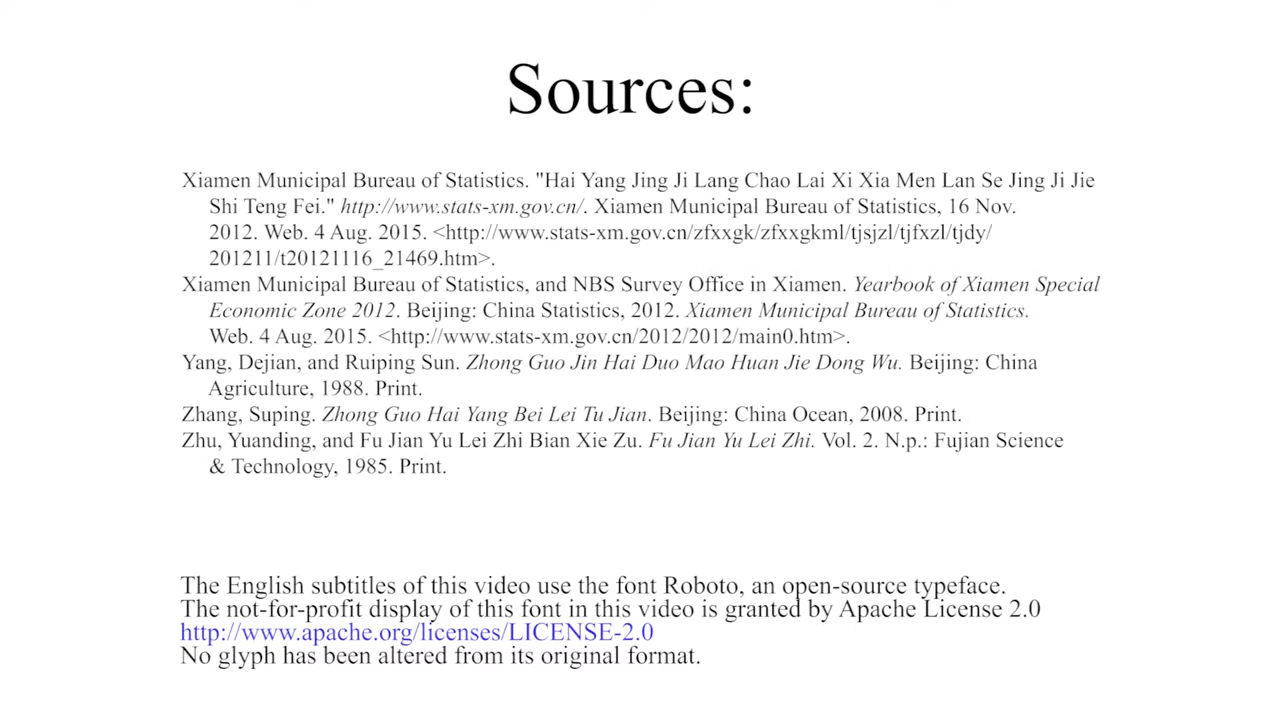 Sources:
Xiamen Municipal Bureau of Statistics. "Hai Yang Jing Ji Lang Chao Lai Xi Xia Men Lan Se Jing Ji Jie
Shi Teng Fei." http://www.stats-xm.gov.cn/. Xiamen Municipal Bureau of Statistics, 16 Nov.
2012. Web. 4 Aug. 2015. <http://www.stats-xm.gov.cn/zfxxgk/zfxxgkml/tjsjzl/tjfxzl/tjdy/
201211/t20121116_21469.htm>.
Xiamen Municipal Bureau of Statistics, and NBS Survey Office in Xiamen. Yearbook of Xiamen Special
Economic Zone 2012. Beijing: China Statistics, 2012. Xiamen Municipal Bureau of Statistics.
Web. 4 Aug. 2015. <http://www.stats-xm.gov.cn/2012/2012/main0.htm>.
Yang, Dejian, and Ruiping Sun. Zhong Guo Jin Hai Duo Mao Huan Jie Dong Wu. Beijing: China
Agriculture, 1988. Print.
Zhang, Suping. Zhong Guo Hai Yang Bei Lei Tu Jian. Beijing: China Ocean, 2008. Print.
Zhu, Yuanding, and Fu Jian Yu Lei Zhi Bian Xie Zu. Fu Jian Yu Lei Zhi. Vol. 2. N.p.: Fujian Science
& Technology, 1985. Print.
The English subtitles of this video use the font Roboto, an open-source typeface.
The not-for-profit display of this font in this video is granted by Apache License 2.0
http://www.apache.org/licenses/LICENSE-2.0
No glyph has been altered from its original format.